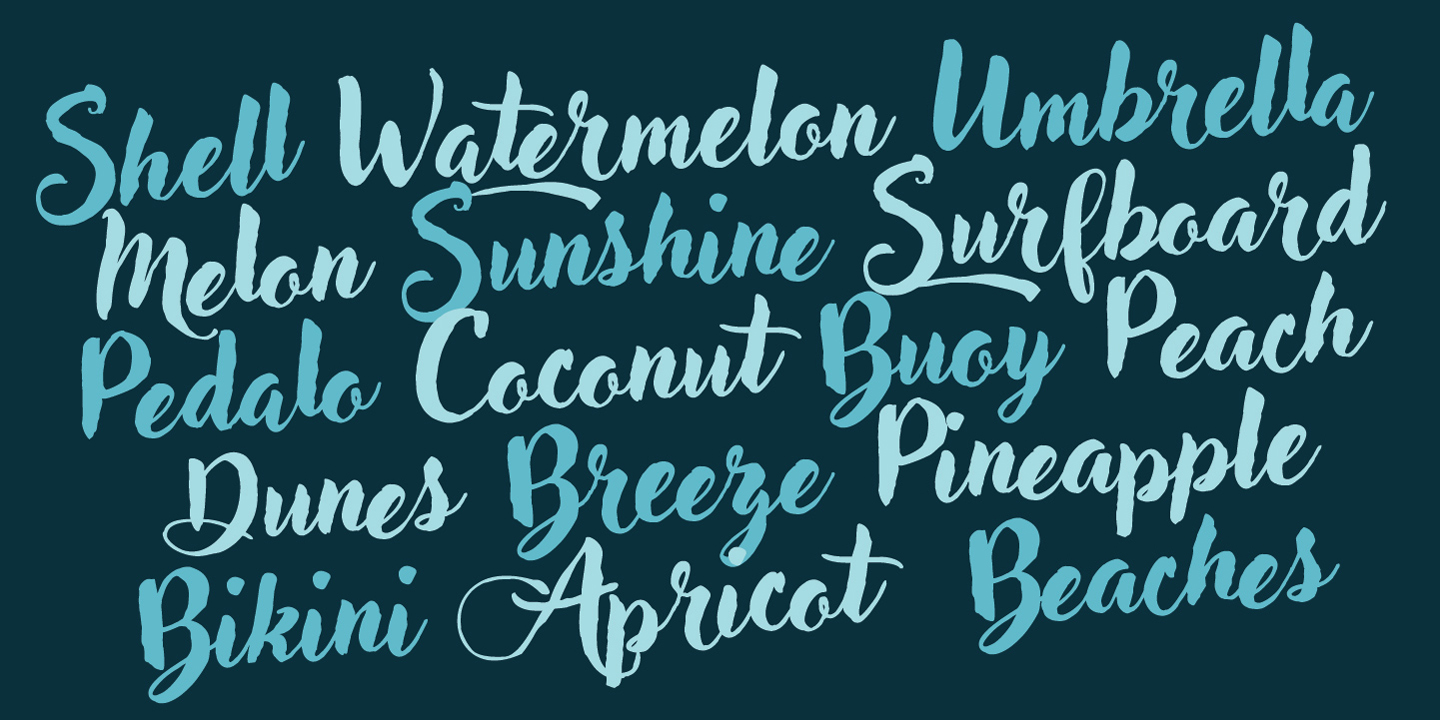 Shell Watermelon Umbrella
Melon Sunshine Surfboard
Pedalo Coconut Buoy Peach
Dunes Breeze Pineapple
Bikini Apricot Beaches